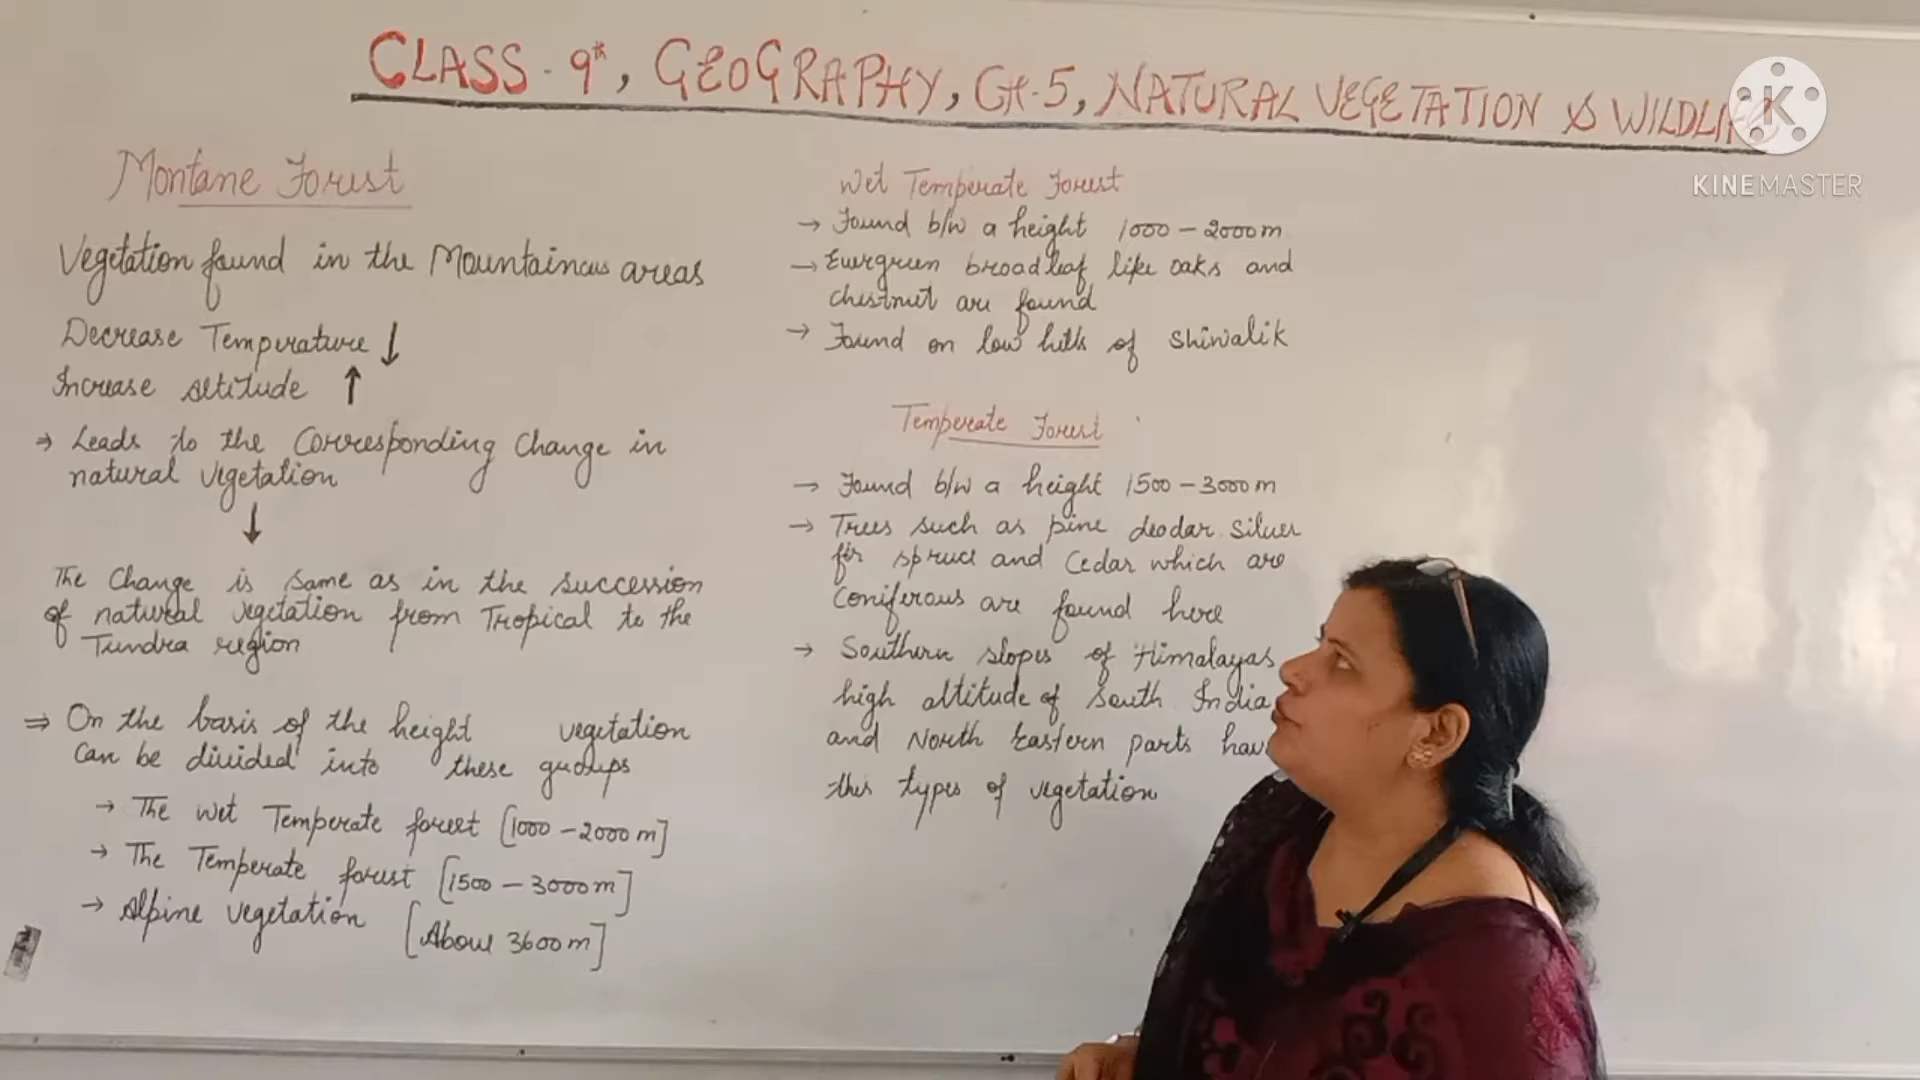 CLASS - 9th, GEOGRAPHY, CH-5, NATURAL VEGETATION & WILDLIFE
K
KINEMASTER
Montane Forest
Vegetation found in the Mountainous areas
Decrease Temperature ↓
Increase Altitude ↑
→ Leads to the Corresponding Change in
natural vegetation
↓
The Change is same as in the succession
of natural vegetation from Tropical to the
Tundra region
⇒ On the basis of the height vegetation
can be divided into these groups
→ The wet Temperate forest [1000 - 2000 m]
→ The Temperate forest [1500 - 3000 m]
→ Alpine vegetation [Above 3600 m]
Wet Temperate Forest
→ Found b/w a height 1000 - 2000 m
→ Evergreen broad leaf like oaks and
chestnut are found
→ Found on low hills of Shiwalik
Temperate Forest
→ Found b/w a height 1500 - 3000 m
→ Trees such as pine deodar silver
fir spruce and Cedar which are
Coniferous are found here
→ Southern slopes of Himalayas
high altitude of South India
and North Eastern parts hav
this types of vegetation